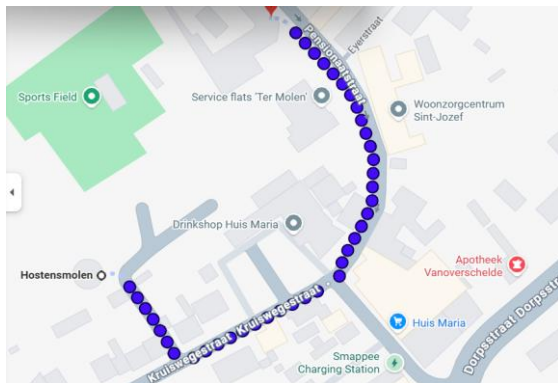 Pensionaatstraat
Eyerstraat
Sports Field
Service flats 'Ter Molen'
Woonzorgcentrum
Sint-Jozef
Drinkshop Huis Maria
Hostensmolen
Apotheek
Vanoverschelde
Kruiswegestraat Kruiswegestraat
Huis Maria
Dorpsstraat Dorpsstr
Smappee
Charging Station